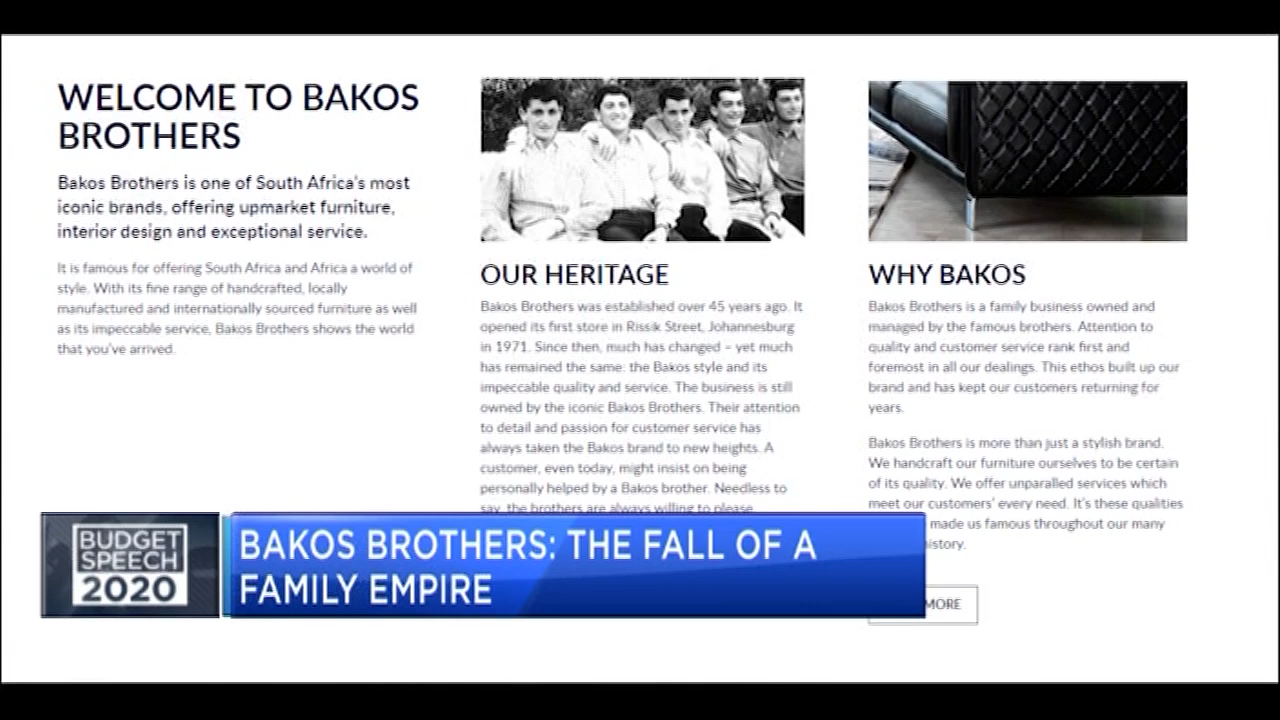 WELCOME TO BAKOS
BROTHERS
Bakos Brothers is one of South Africa's most
iconic brands, offering upmarket furniture,
interior design and exceptional service.
It is famous for offering South Africa and Africa a world of
style. With its fine range of handcrafted, locally
manufactured and internationally sourced furniture as well
as its impeccable service, Bakos Brothers shows the world
that you've arrived.
OUR HERITAGE
Bakos Brothers was established over 45 years ago. It
opened its first store in Rissik Street, Johannesburg
in 1971. Since then, much has changed – yet much
has remained the same: the Bakos style and its
impeccable quality and service. The business is still
owned by the iconic Bakos Brothers. Their attention
to detail and passion for customer service has
always taken the Bakos brand to new heights. A
customer, even today, might insist on being
personally helped by a Bakos brother. Needless to
say, the brothers are always willing to please.
WHY BAKOS
Bakos Brothers is a family business owned and
managed by the famous brothers. Attention to
quality and customer service rank first and
foremost in all our dealings. This ethos built up our
brand and has kept our customers returning for
years.
Bakos Brothers is more than just a stylish brand.
We handcraft our furniture ourselves to be certain
of its quality. We offer unparalled services which
meet our customers' every need. It's these qualities
made us famous throughout our many
history.
MORE
BUDGET
SPEECH
2020
BAKOS BROTHERS: THE FALL OF A
FAMILY EMPIRE